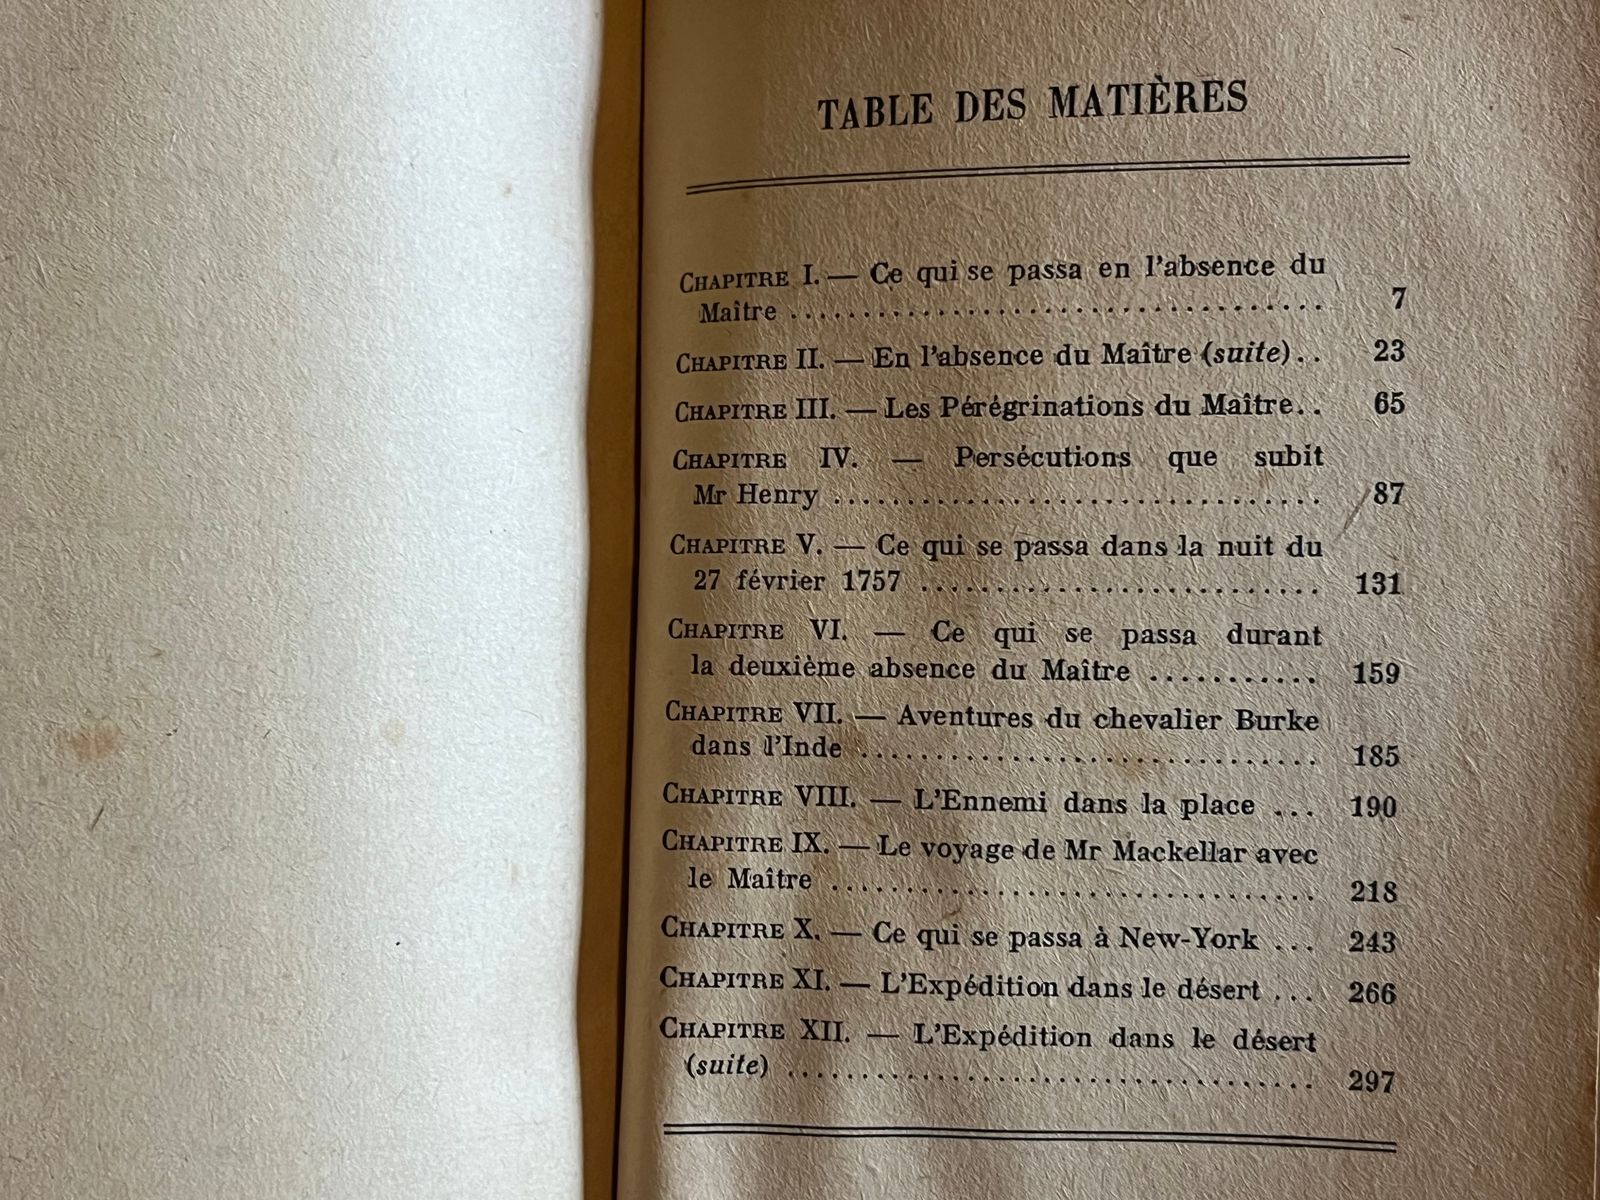 TABLE DES MATIÈRES
CHAPITRE I. — Ce qui se passa en l'absence du
Maître .................................... 7
CHAPITRE II. — En l'absence du Maître (suite).. 23
CHAPITRE III. — Les Pérégrinations du Maître.. 65
CHAPITRE IV. — Persécutions que subit
Mr Henry .................................. 87
CHAPITRE V. — Ce qui se passa dans la nuit du
27 février 1757 ............................ 131
CHAPITRE VI. — Ce qui se passa durant
la deuxième absence du Maître ............ 159
CHAPITRE VII. — Aventures du chevalier Burke
dans l'Inde ................................ 185
CHAPITRE VIII. — L'Ennemi dans la place ... 190
CHAPITRE IX. — Le voyage de Mr Mackellar avec
le Maître .................................. 218
CHAPITRE X. — Ce qui se passa à New-York ... 243
CHAPITRE XI. — L'Expédition dans le désert ... 266
CHAPITRE XII. — L'Expédition dans le désert
(suite) .................................... 297